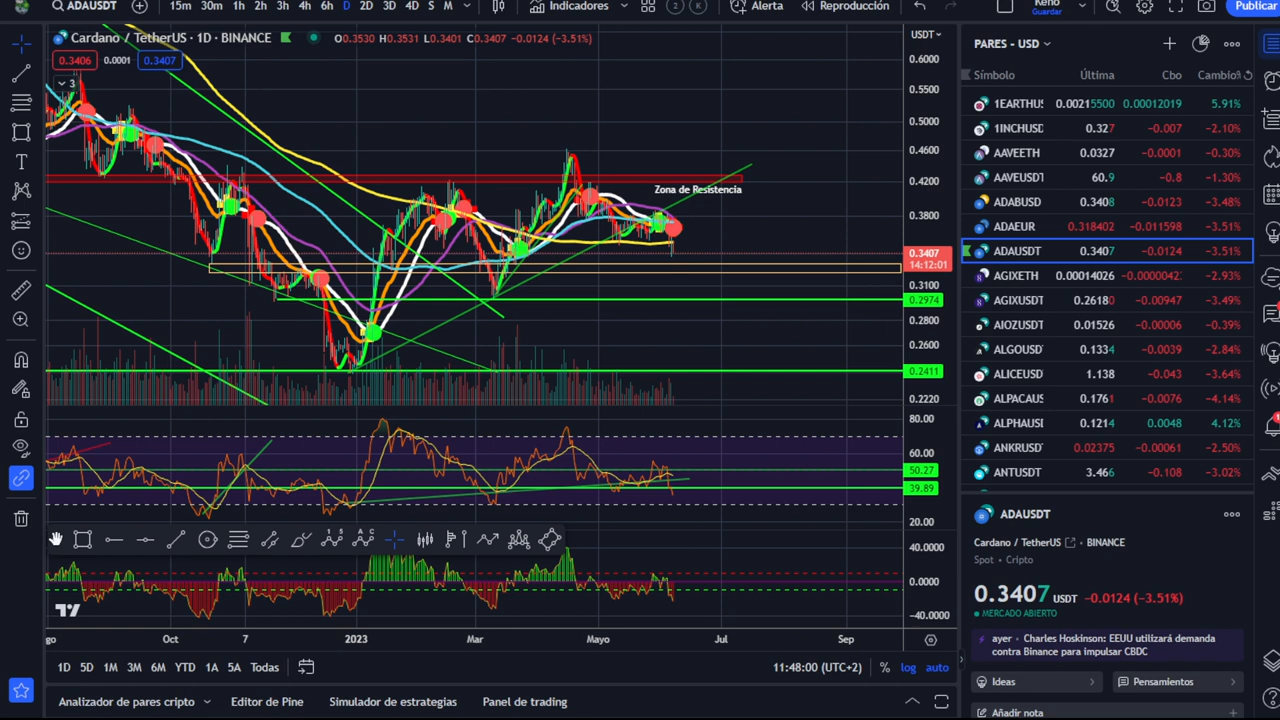 ADAUSDT
15m 30m 1h 2h 3h 4h 6h D 2D 3D 4D S M
Indicadores
2 K
Alerta
Reproducción
Keno
Guardar
Publicar
Cardano / TetherUS · 1D · BINANCE
O0.3530 H0.3531 L0.3401 C0.3407 −0.0124 (−3.51%)
USDT
0.3406 0.0001 0.3407
3
0.6000
0.5500
0.5000
0.4600
0.4200
0.3800
0.3407
14:12:01
0.3100
0.2974
0.2800
0.2600
0.2411
0.2220
Zona de Resistencia
80.00
60.00
50.27
39.89
20.00
40.0000
0.0000
−40.0000
go Oct 7 2023 Mar Mayo Jul Sep
1D 5D 1M 3M 6M YTD 1A 5A Todas
11:48:00 (UTC+2) % log auto
Analizador de pares cripto Editor de Pine Simulador de estrategias Panel de trading
PARES - USD
Símbolo Última Cbo Cambio%
1EARTHUS 0.00215500 0.00012019 5.91%
1INCHUSD 0.327 −0.007 −2.10%
AAVEETH 0.0327 −0.0001 −0.30%
AAVEUSDT 60.9 −0.8 −1.30%
ADABUSD 0.3408 −0.0123 −3.48%
ADAEUR 0.318402 −0.011598 −3.51%
ADAUSDT 0.3407 −0.0124 −3.51%
AGIXETH 0.00014026 −0.0000042 −2.93%
AGIXUSDT 0.2618 −0.00947 −3.49%
AIOZUSDT 0.01526 −0.00006 −0.39%
ALGOUSD 0.1334 −0.0039 −2.84%
ALICEUSD 1.138 −0.043 −3.64%
ALPACAUS 0.1761 −0.0076 −4.14%
ALPHAUSD 0.1214 0.0048 4.12%
ANKRUSD 0.02375 −0.00061 −2.50%
ANTUSDT 3.466 −0.108 −3.02%
ADAUSDT
Cardano / TetherUS · BINANCE
Spot · Cripto
0.3407 USDT −0.0124 (−3.51%)
MERCADO ABIERTO
ayer · Charles Hoskinson: EEUU utilizará demanda
contra Binance para impulsar CBDC
Ideas
Pensamientos
Añadir nota